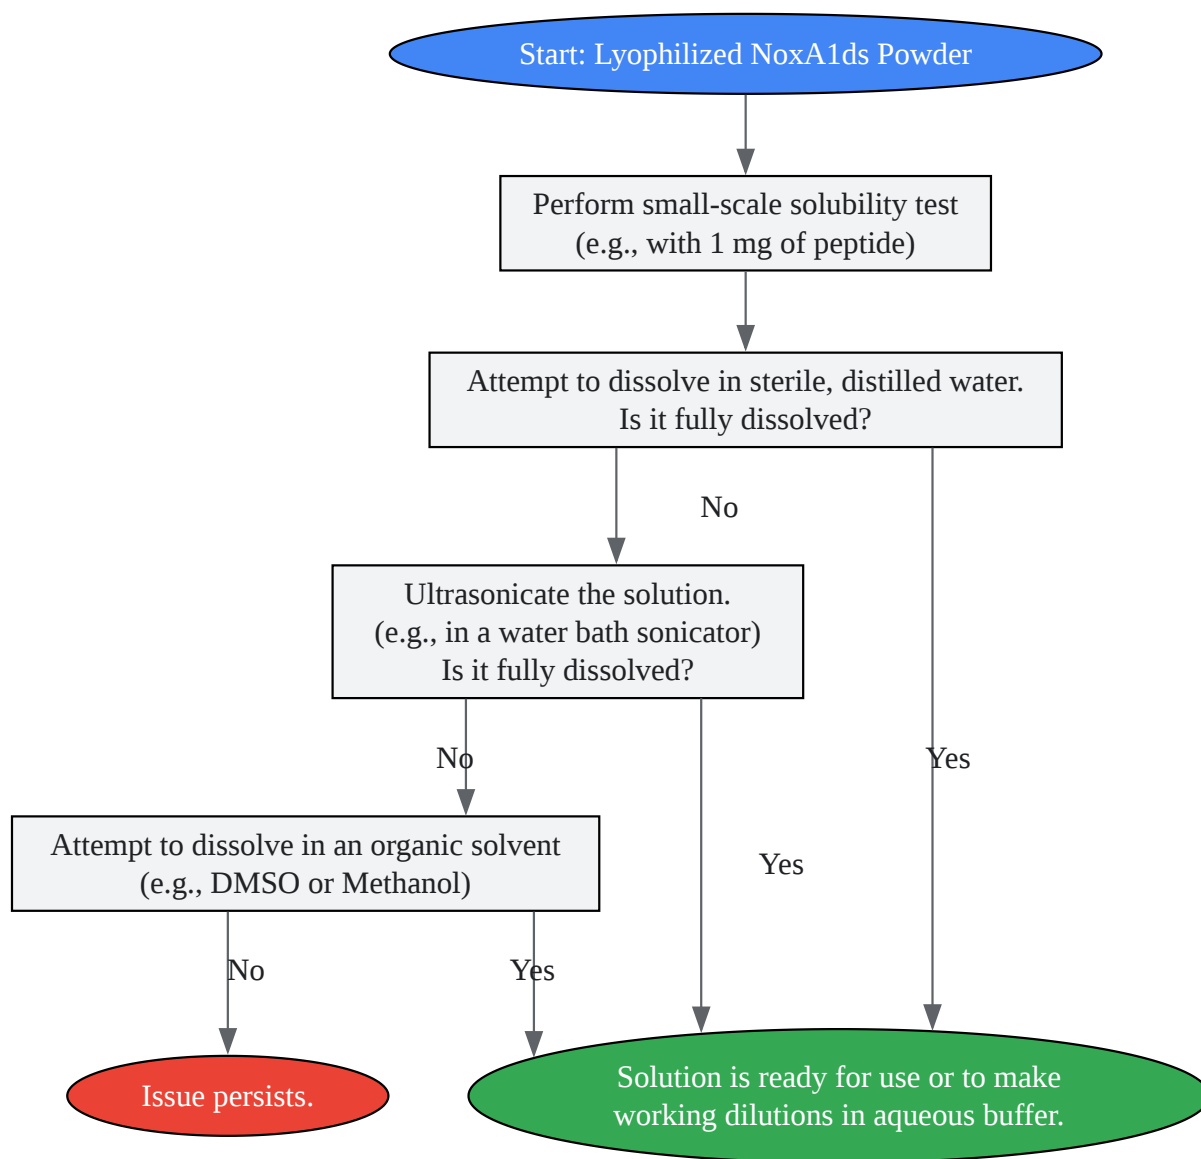 Start: Lyophilized NoxA1ds Powder
Perform small-scale solubility test
(e.g., with 1 mg of peptide)
Attempt to dissolve in sterile, distilled water.
Is it fully dissolved?
No
Ultrasonicate the solution.
(e.g., in a water bath sonicator)
Is it fully dissolved?
No
Yes
Attempt to dissolve in an organic solvent
(e.g., DMSO or Methanol)
Yes
No
Yes
Issue persists.
Solution is ready for use or to make
working dilutions in aqueous buffer.